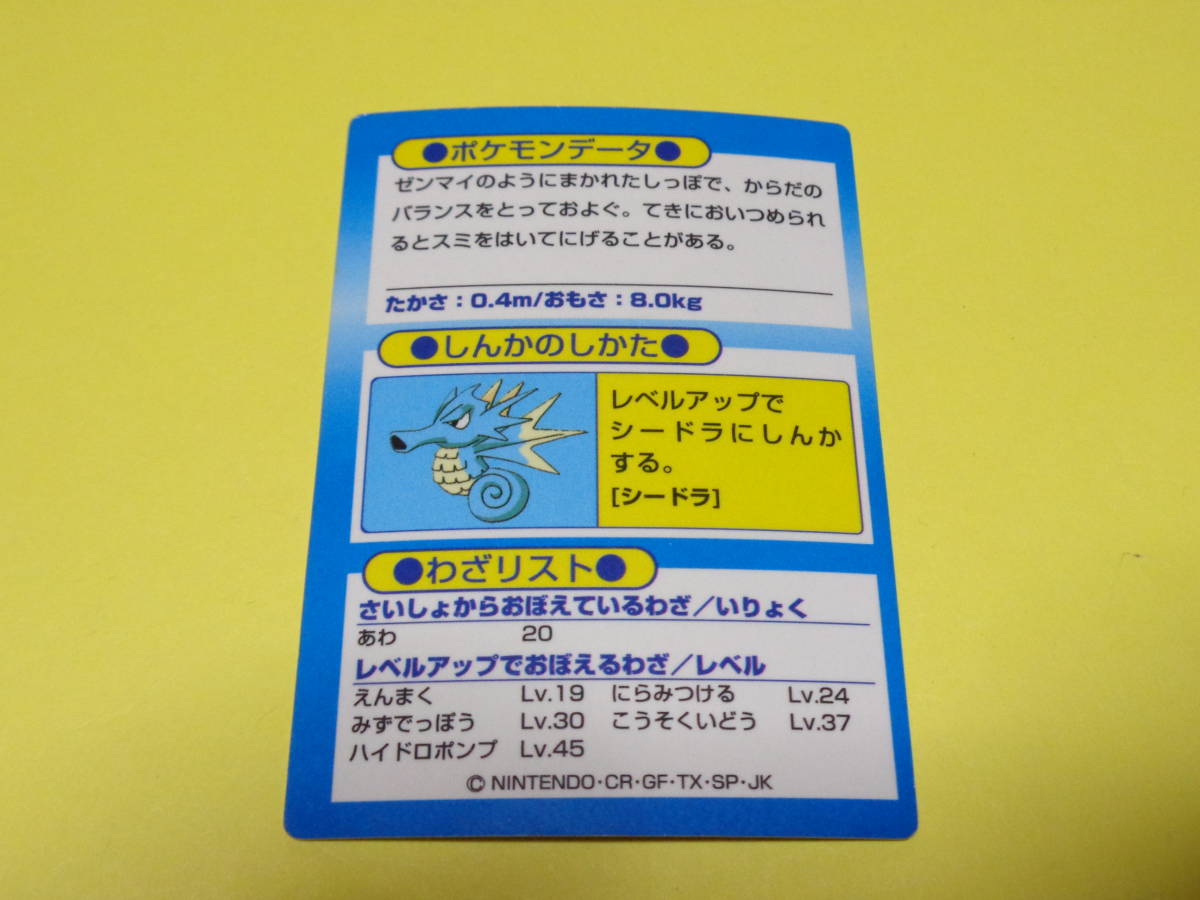 ●ポケモンデータ●
ゼンマイのようにまかれたしっぽで、からだの
バランスをとっておよぐ。てきにおいつめられ
るとスミをはいてにげることがある。
たかさ：0.4m/おもさ：8.0kg
●しんかのしかた●
レベルアップで
シードラにしんか
する。
[シードラ]
●わざリスト●
さいしょからおぼえているわざ／いりょく
あわ 20
レベルアップでおぼえるわざ／レベル
えんまく Lv.19 にらみつける Lv.24
みずでっぽう Lv.30 こうそくいどう Lv.37
ハイドロポンプ Lv.45
© NINTENDO・CR・GF・TX・SP・JK